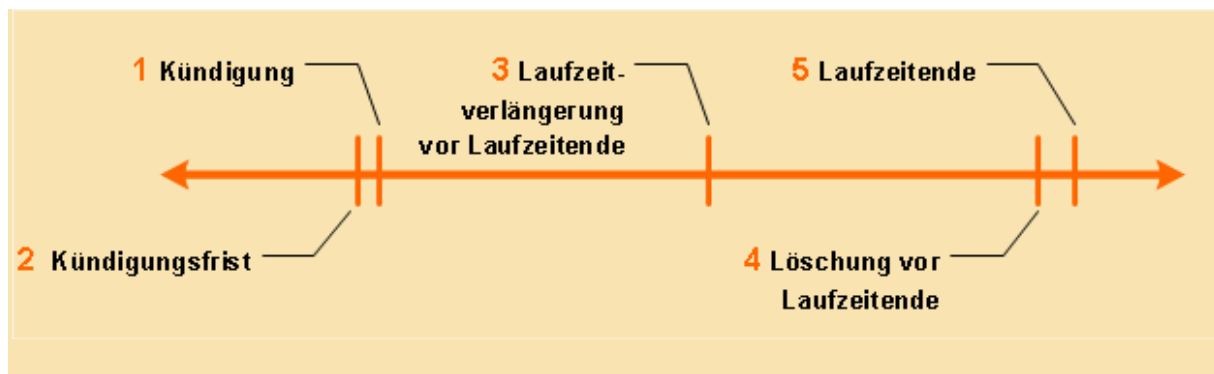 1 Kündigung
3 Laufzeit-
verlängerung
vor Laufzeitende
5 Laufzeitende
2 Kündigungsfrist
4 Löschung vor
Laufzeitende